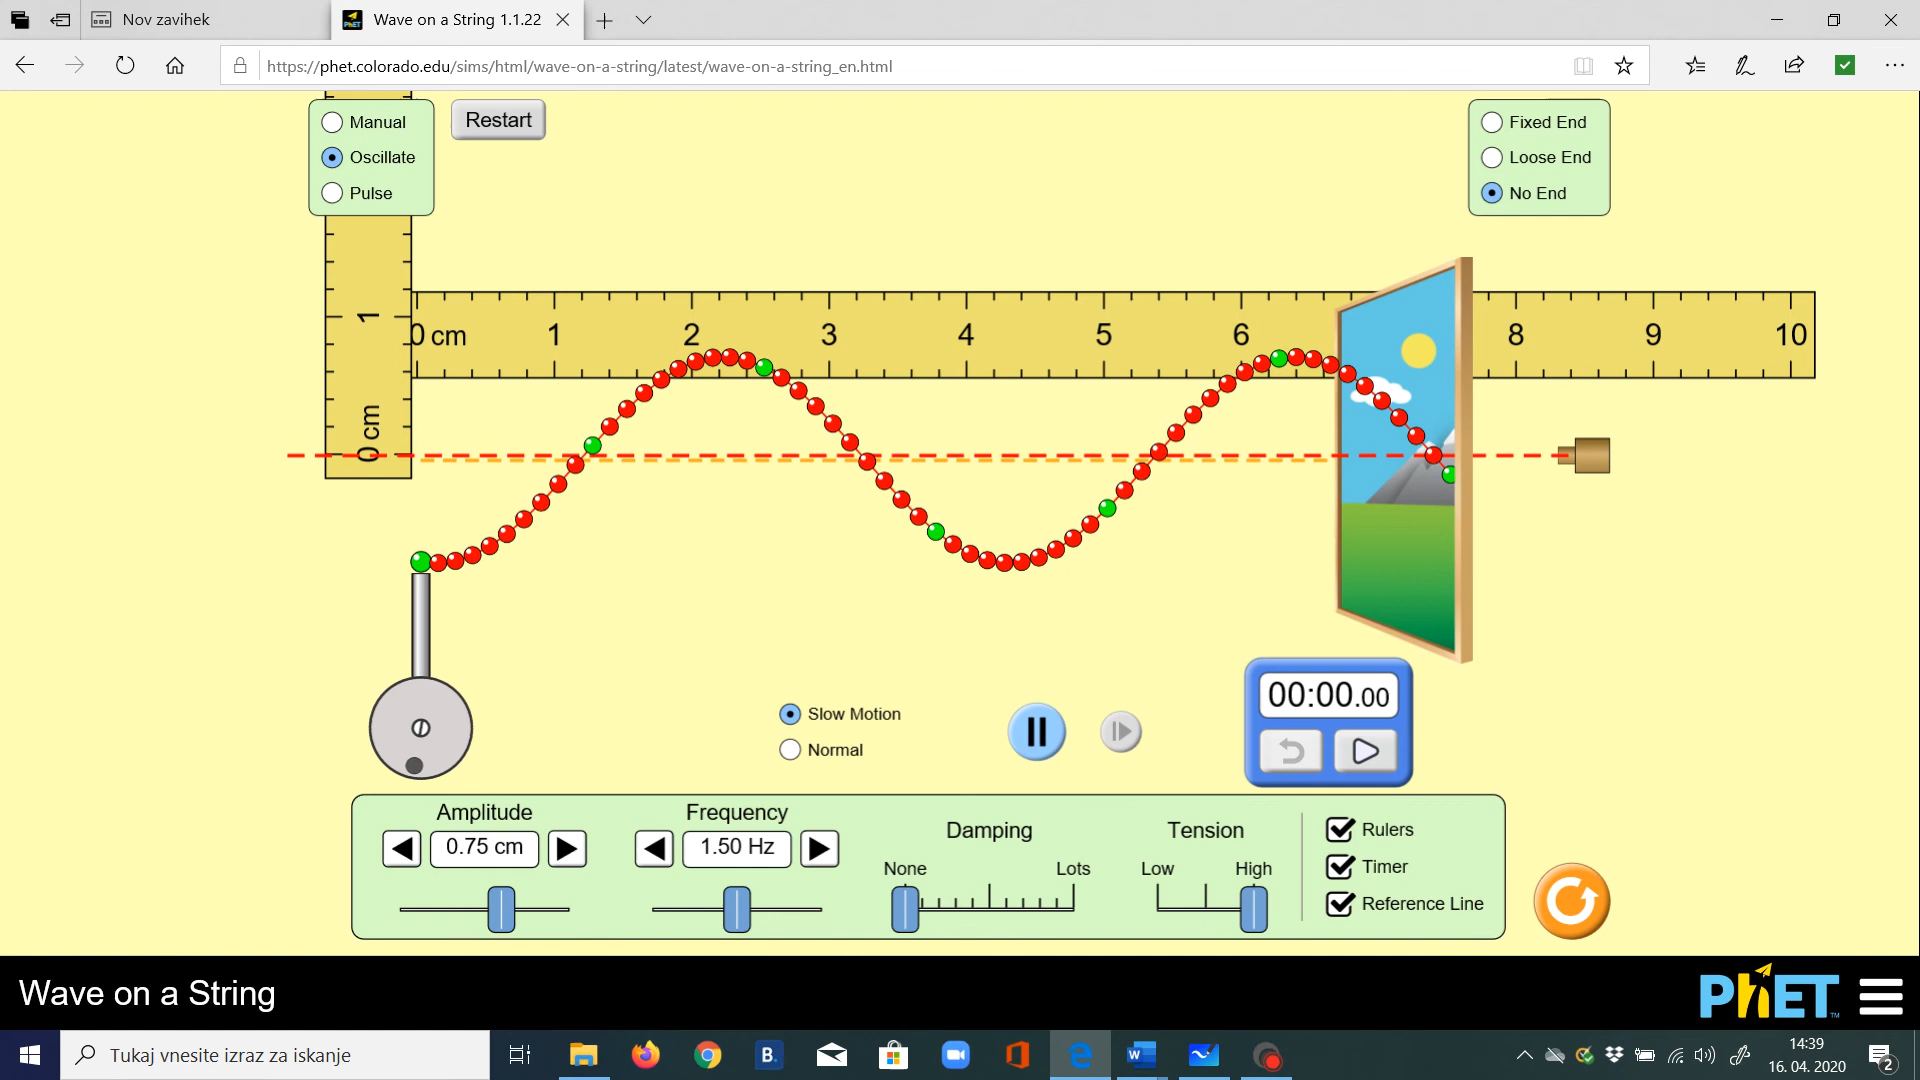 Nov zavihek
Wave on a String 1.1.22
https://phet.colorado.edu/sims/html/wave-on-a-string/latest/wave-on-a-string_en.html
Manual
Oscillate
Pulse
Restart
Fixed End
Loose End
No End
1
0 cm
0 cm 1 2 3 4 5 6 8 9 10
Slow Motion
Normal
00:00.00
Amplitude
0.75 cm
Frequency
1.50 Hz
Damping
None Lots
Tension
Low High
Rulers
Timer
Reference Line
Wave on a String
PhET
Tukaj vnesite izraz za iskanje
B.
14:39
16. 04. 2020
2